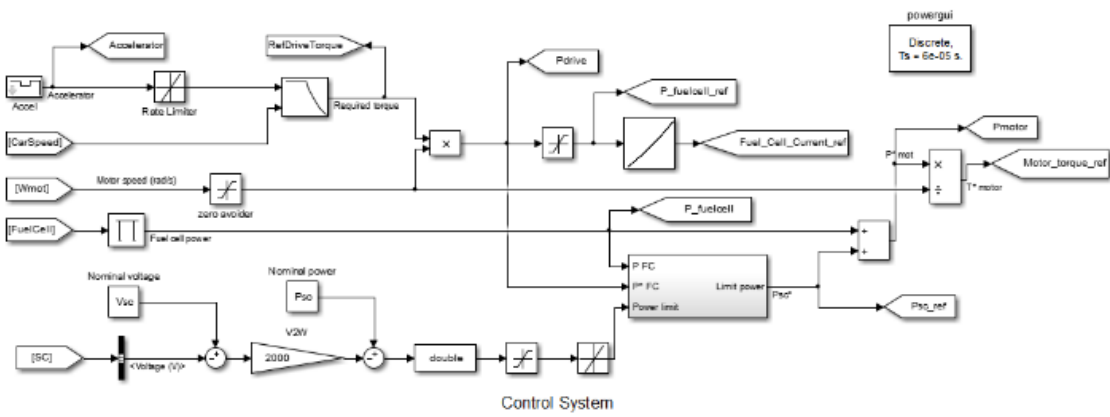 powergui
Discrete,
Ts = 6e-05 s.
Accelerator
RefDriveTorque
Pdrive
Accel
Accelerator
Rate Limiter
Required torque
P_fuelcell_ref
Fuel_Cell_Current_ref
[CarSpeed]
×
Pmotor
P* mot
×
÷
Motor_torque_ref
T* motor
[Wmot]
Motor speed (rad/s)
zero avoider
P_fuelcell
[FuelCell]
Fuel cell power
+
+
Nominal voltage
Vsc
Nominal power
Psc
P FC
P* FC
Power limit
Limit power
Psc*
Psc_ref
V2W
[SC]
<Voltage (V)>
2000
double
Control System